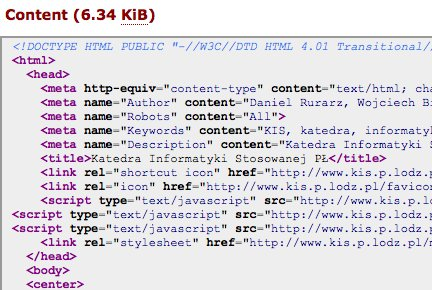 Content (6.34 KiB)
<!DOCTYPE HTML PUBLIC "-//W3C//DTD HTML 4.01 Transitional//
<html>
<head>
<meta http-equiv="content-type" content="text/html; cha
<meta name="Author" content="Daniel Rurarz, Wojciech Bi
<meta name="Robots" content="All">
<meta name="Keywords" content="KIS, katedra, informatyk
<meta name="Description" content="Katedra Informatyki S
<title>Katedra Informatyki Stosowanej PŁ</title>
<link rel="shortcut icon" href="http://www.kis.p.lodz.p
<link rel="icon" href="http://www.kis.p.lodz.pl/favico
<script type="text/javascript" src="http://www.kis.p.lo
<script type="text/javascript" src="http://www.kis.p.lodz.p
<script type="text/javascript" src="http://www.kis.p.lodz.p
<link rel="stylesheet" href="http://www.kis.p.lodz.pl/
</head>
<body>
<center>